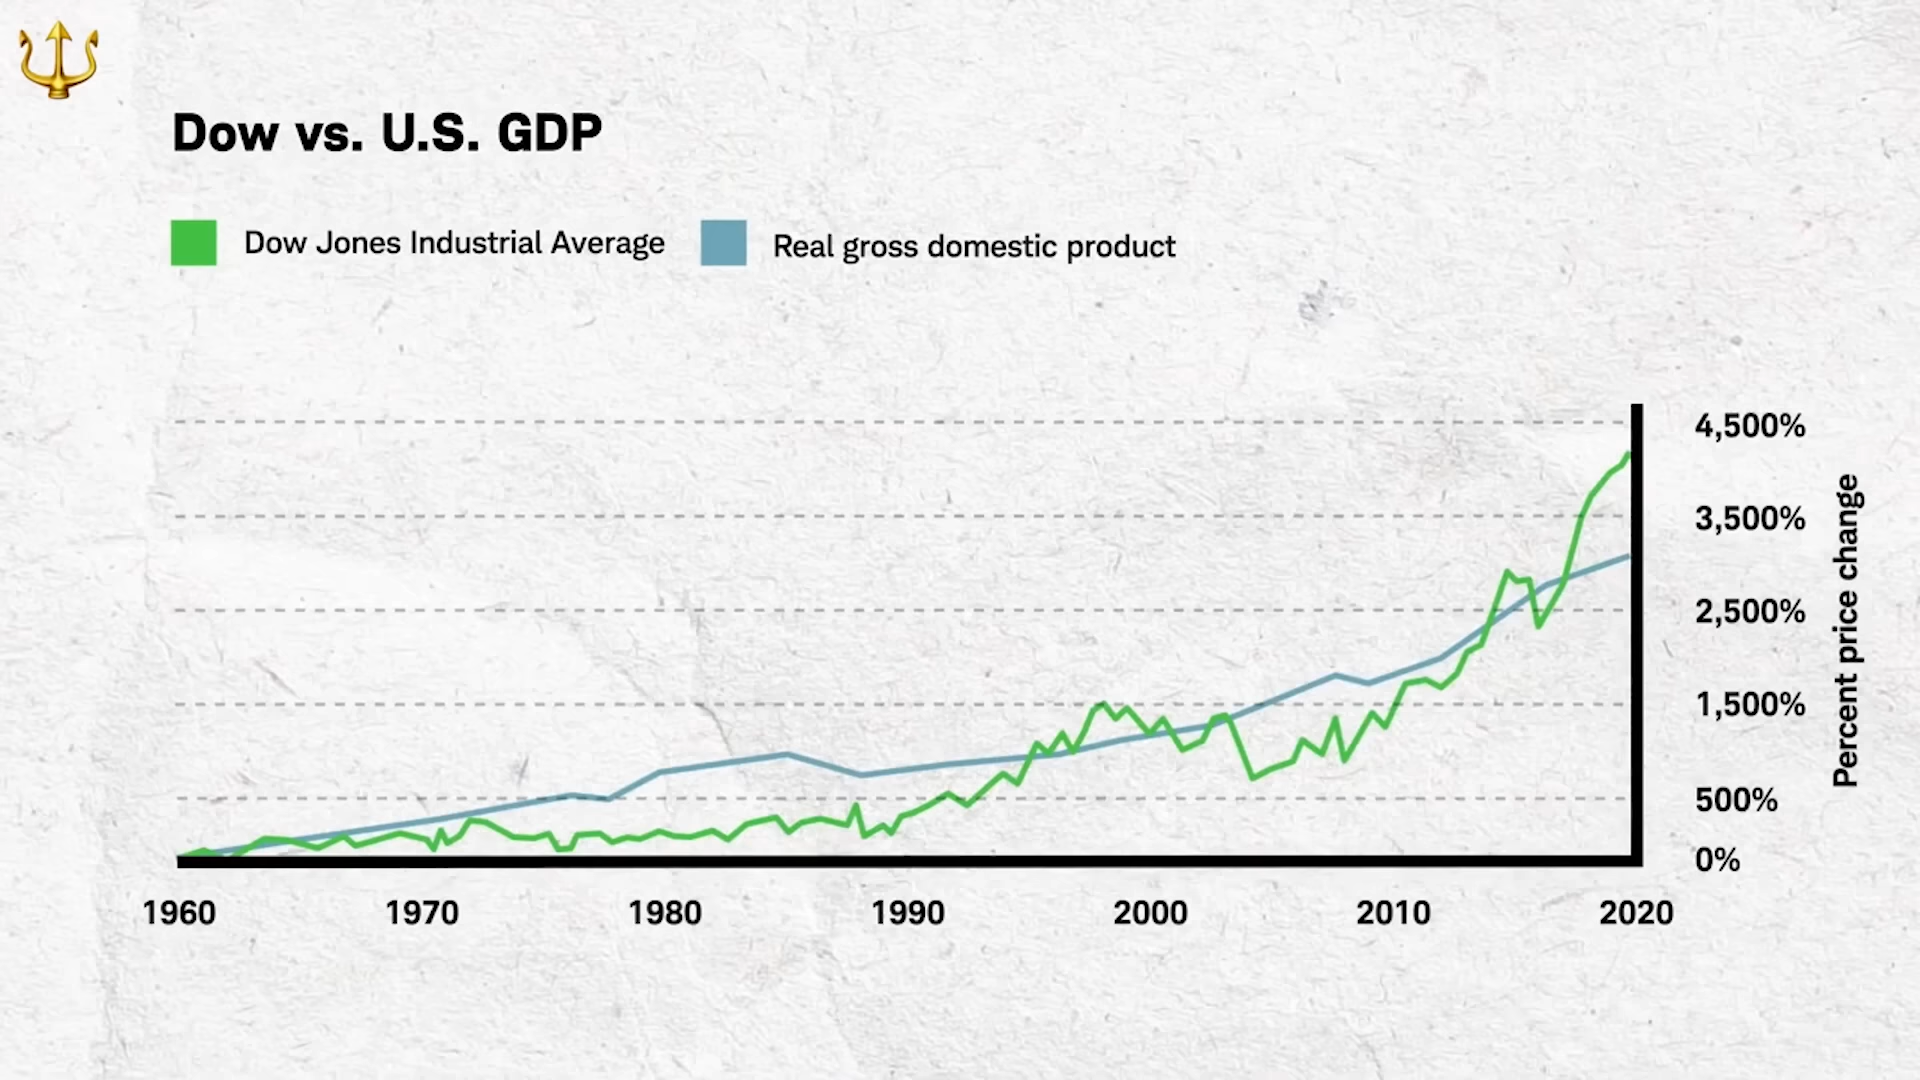 Dow vs. U.S. GDP
Dow Jones Industrial Average
Real gross domestic product
4,500%
3,500%
2,500%
1,500%
500%
0%
Percent price change
1960 1970 1980 1990 2000 2010 2020